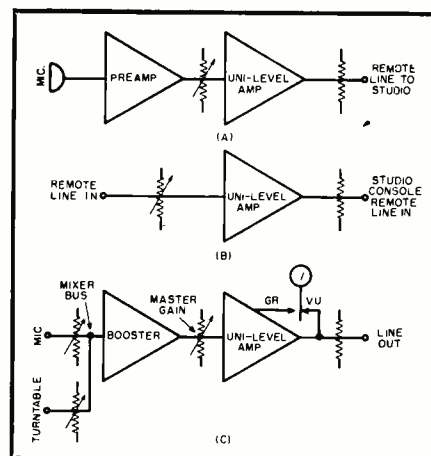 MIC.
PREAMP
UNI-LEVEL
AMP
REMOTE
LINE TO
STUDIO
(A)
REMOTE
LINE IN
UNI-LEVEL
AMP
STUDIO
CONSOLE
REMOTE
LINE IN
(B)
MIXER
BUS
MASTER
GAIN
GR
VU
MIC
BOOSTER
UNI-LEVEL
AMP
LINE
OUT
TURNTABLE
(C)